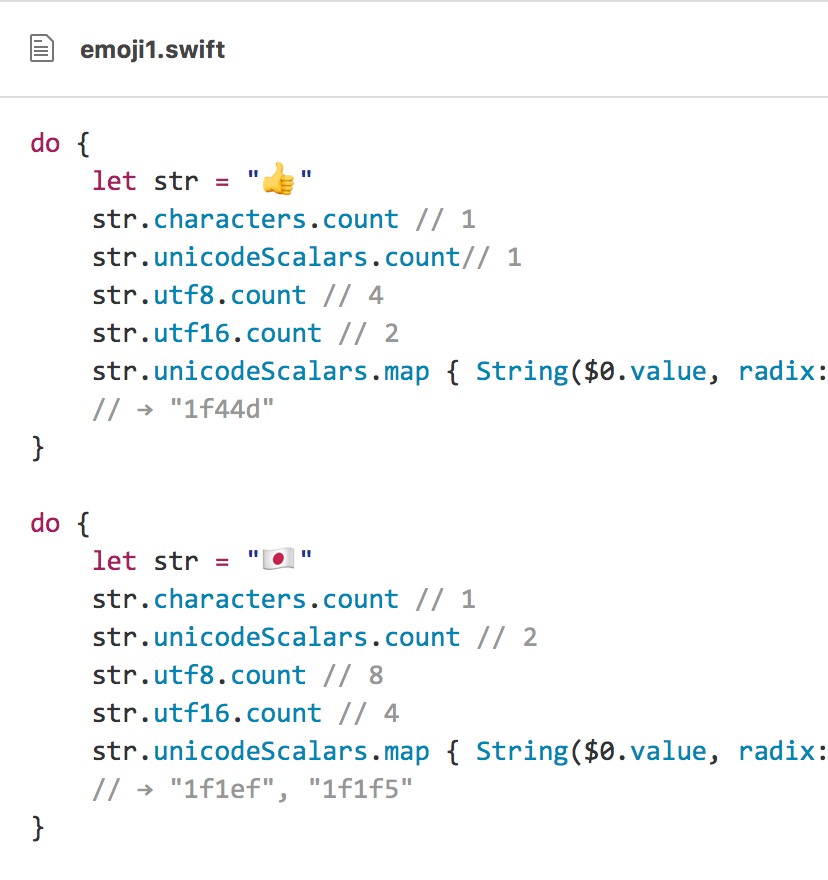 emoji1.swift
do {
    let str = "👍"
    str.characters.count // 1
    str.unicodeScalars.count// 1
    str.utf8.count // 4
    str.utf16.count // 2
    str.unicodeScalars.map { String($0.value, radix:
    // → "1f44d"
}
do {
    let str = "🇯🇵"
    str.characters.count // 1
    str.unicodeScalars.count // 2
    str.utf8.count // 8
    str.utf16.count // 4
    str.unicodeScalars.map { String($0.value, radix:
    // → "1f1ef", "1f1f5"
}